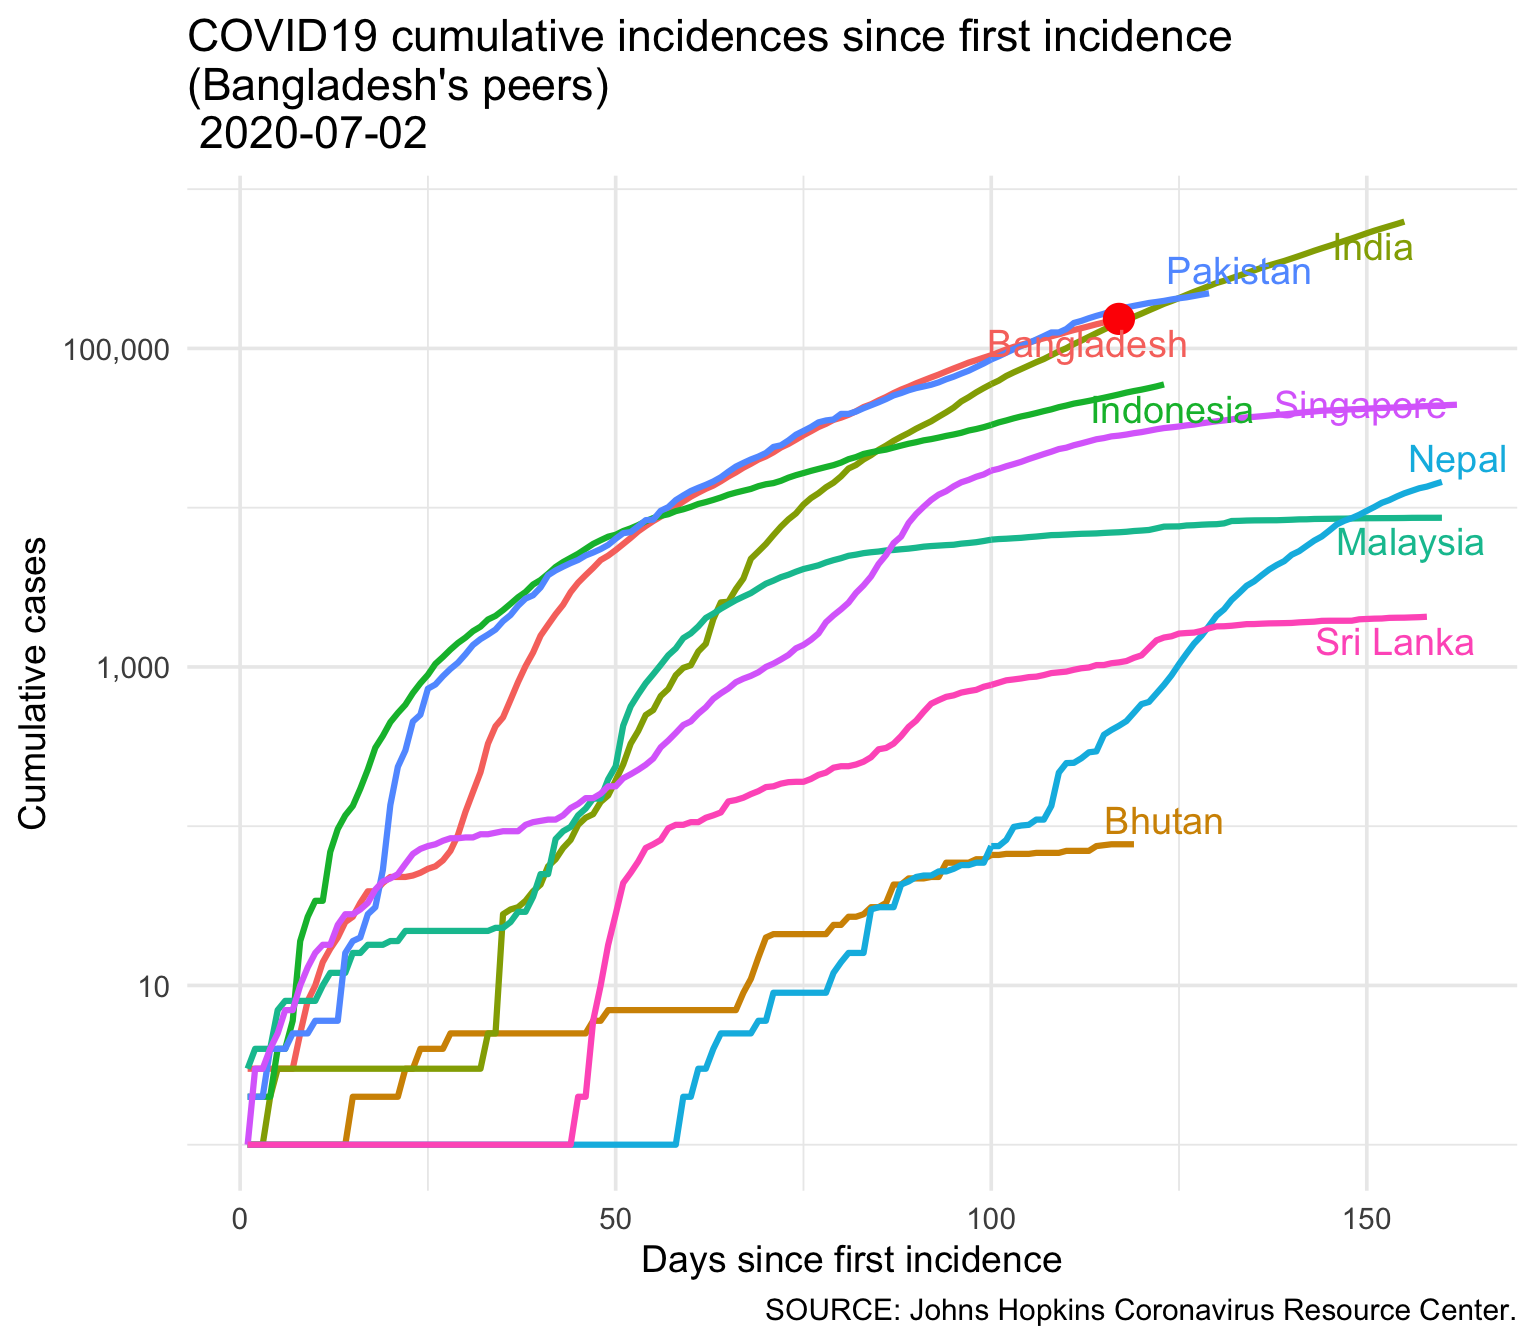 COVID19 cumulative incidences since first incidence
(Bangladesh's peers)
2020-07-02
India
Pakistan
Bangladesh
100,000
Indonesia
Singapore
Nepal
Malaysia
Sri Lanka
1,000
Cumulative cases
Bhutan
10
0
50
100
150
Days since first incidence
SOURCE: Johns Hopkins Coronavirus Resource Center.